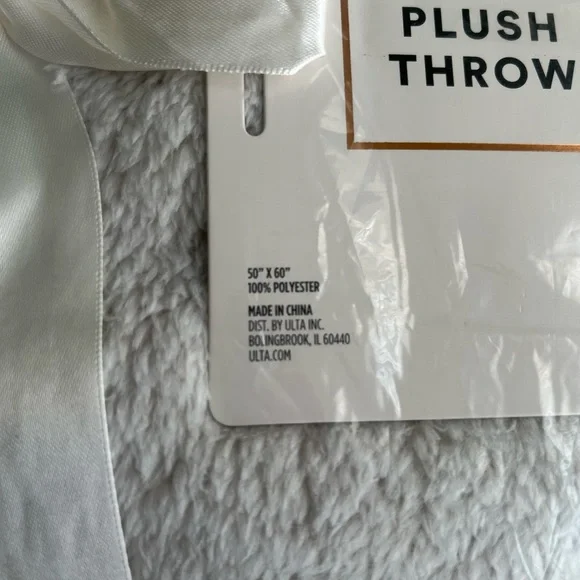 PLUSH
THROW
50" X 60"
100% POLYESTER
MADE IN CHINA
DIST. BY ULTA INC.
BOLINGBROOK, IL 60440
ULTA.COM